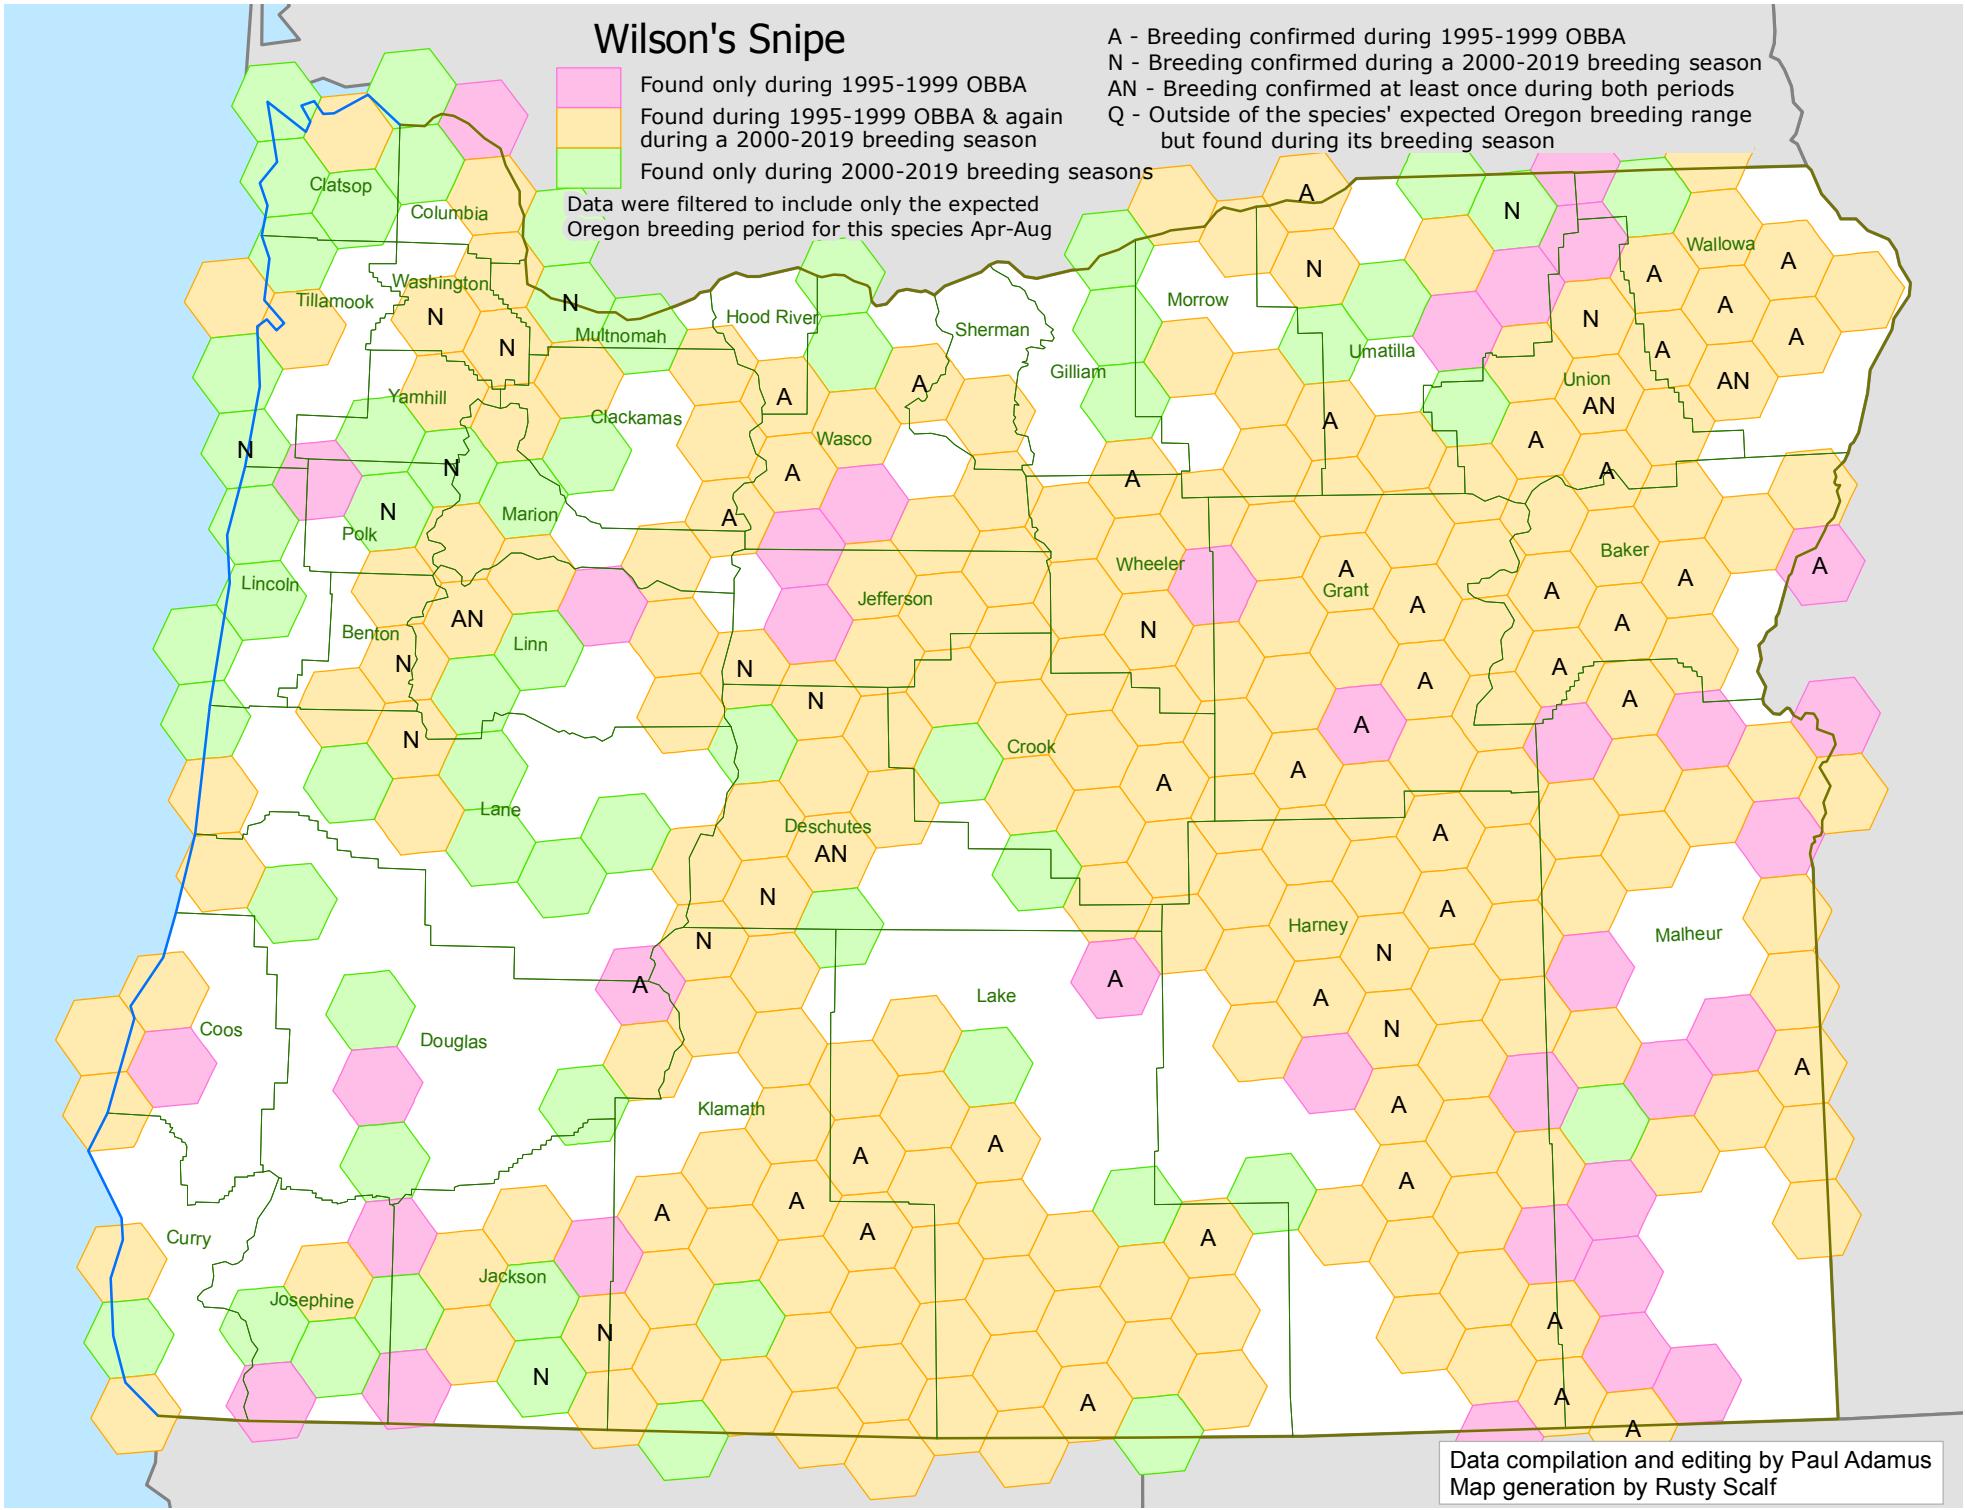 Wilson's Snipe
Found only during 1995-1999 OBBA
Found during 1995-1999 OBBA & again
during a 2000-2019 breeding season
Found only during 2000-2019 breeding seasons
Data were filtered to include only the expected
Oregon breeding period for this species Apr-Aug
A - Breeding confirmed during 1995-1999 OBBA
N - Breeding confirmed during a 2000-2019 breeding season
AN - Breeding confirmed at least once during both periods
Q - Outside of the species' expected Oregon breeding range
but found during its breeding season
Clatsop
A
Columbia
N
Wallowa
A
N
A
Washington
Tillamook
N
N
Morrow
A
Hood River
N
Multnomah
Sherman
A
N
Umatilla
A
Gilliam
Union
AN
Yamhill
A
A
AN
Clackamas
A
Wasco
A
N
N
A
A
A
N
Marion
A
Polk
Baker
Wheeler
A
A
A
Lincoln
Jefferson
Grant
A
A
AN
A
Benton
Linn
N
N
N
A
A
N
A
N
Crook
A
A
A
Lane
Deschutes
AN
A
N
A
Harney
Malheur
N
N
A
A
Lake
A
Coos
Douglas
N
A
Klamath
A
A
A
A
A
A
A
Curry
A
Jackson
Josephine
N
A
N
A
A
A
Data compilation and editing by Paul Adamus
Map generation by Rusty Scalf